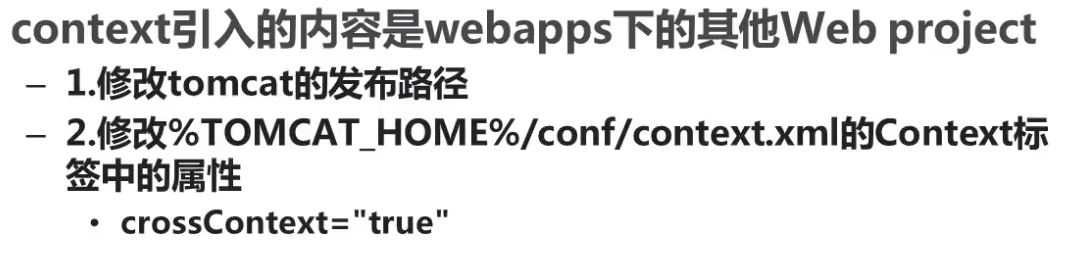 context引入的内容是webapps下的其他Web project
– 1.修改tomcat的发布路径
– 2.修改%TOMCAT_HOME%/conf/context.xml的Context标
签中的属性
• crossContext="true"